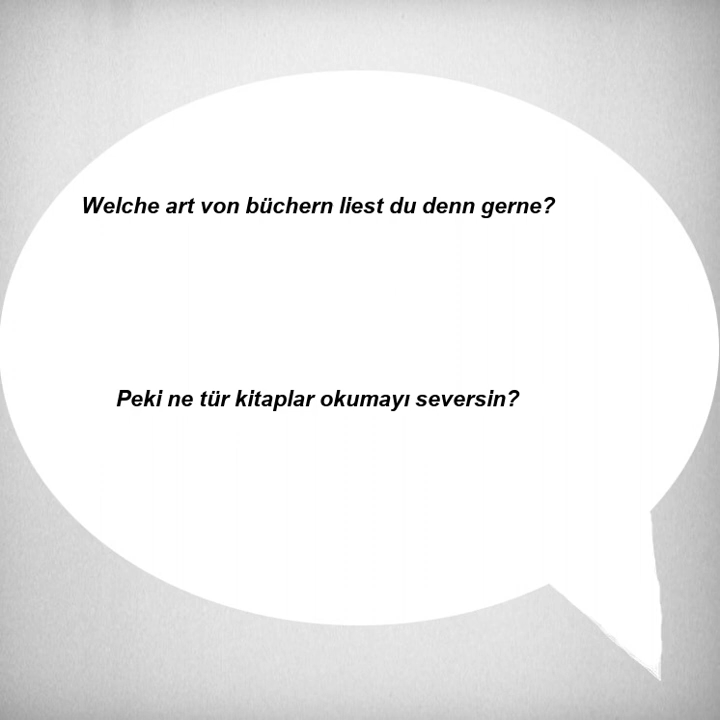 Welche art von büchern liest du denn gerne?
Peki ne tür kitaplar okumayı seversin?